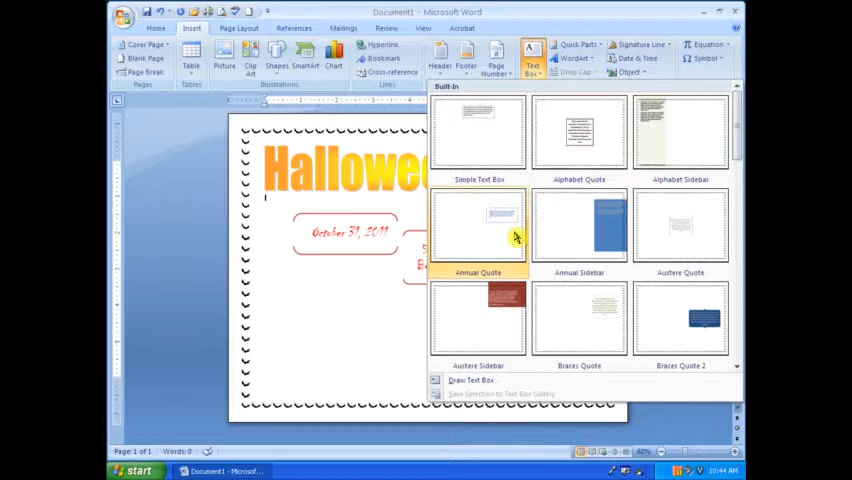 Document1 - Microsoft Word
Home Insert Page Layout References Mailings Review View Acrobat
Cover Page
Blank Page
Page Break
Pages
Table
Tables
Picture
Clip Art
Shapes
SmartArt
Chart
Illustrations
Hyperlink
Bookmark
Cross-reference
Links
Header
Footer
Page Number
Text Box
Quick Parts
WordArt
Drop Cap
Signature Line
Date & Time
Object
Equation
Symbol
Built-In
Simple Text Box
Alphabet Quote
Alphabet Sidebar
Annual Quote
Annual Sidebar
Austere Quote
Austere Sidebar
Braces Quote
Braces Quote 2
Draw Text Box
Save Selection to Text Box Gallery
Hallowee
October 31, 2011
Page: 1 of 1
Words: 0
60%
start
Document1 - Microsof...
10:44 AM